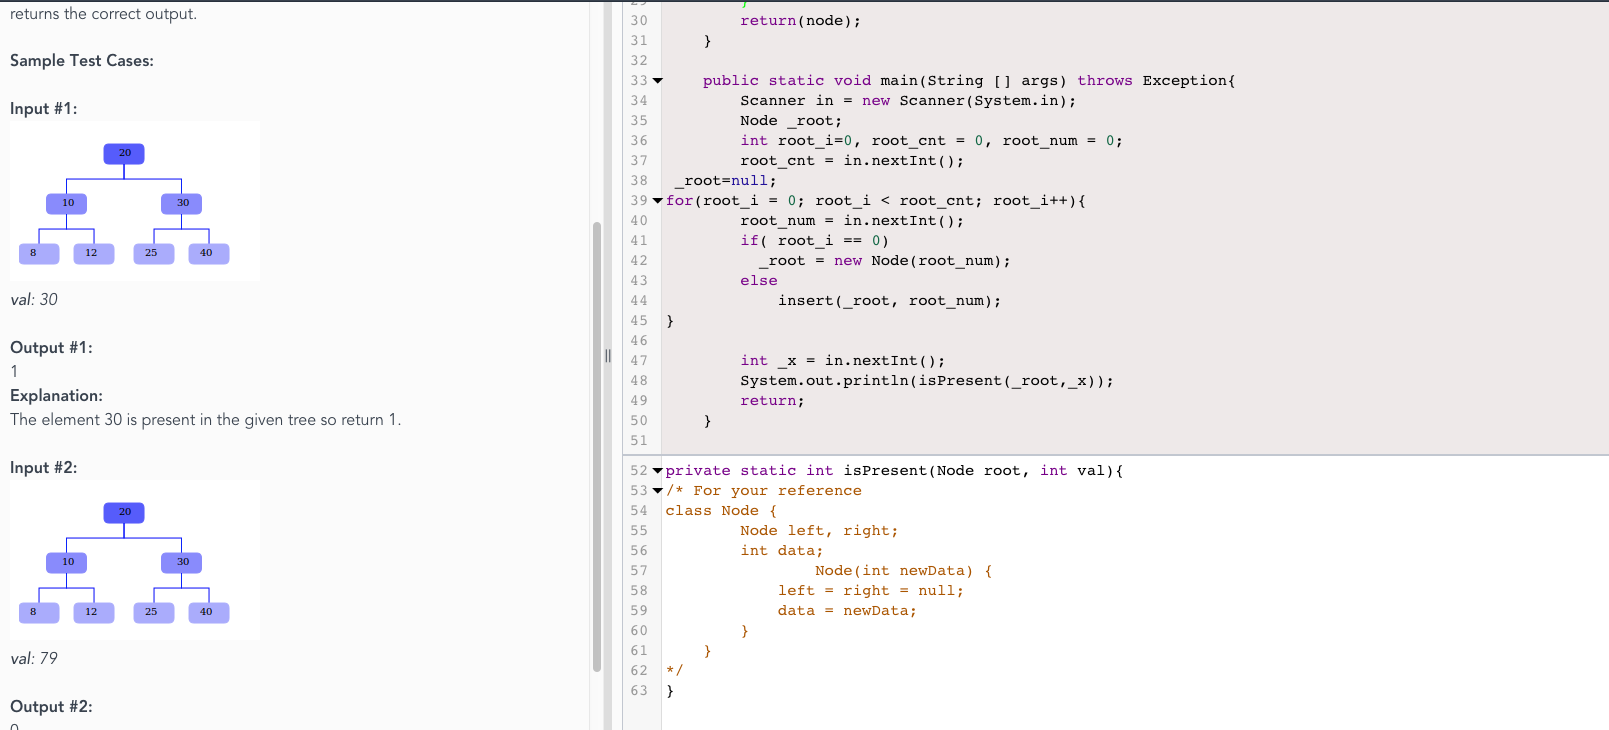 returns the correct output.
Sample Test Cases:
Input #1:
20
10 30
8 12 25 40
val: 30
Output #1:
1
Explanation:
The element 30 is present in the given tree so return 1.
Input #2:
20
10 30
8 12 25 40
val: 79
Output #2:
30 return(node);
31 }
32
33 public static void main(String [] args) throws Exception{
34 Scanner in = new Scanner(System.in);
35 Node _root;
36 int root_i=0, root_cnt = 0, root_num = 0;
37 root_cnt = in.nextInt();
38 _root=null;
39 for(root_i = 0; root_i < root_cnt; root_i++){
40 root_num = in.nextInt();
41 if( root_i == 0)
42 _root = new Node(root_num);
43 else
44 insert(_root, root_num);
45 }
46
47 int _x = in.nextInt();
48 System.out.println(isPresent(_root,_x));
49 return;
50 }
51
52 private static int isPresent(Node root, int val){
53 /* For your reference
54 class Node {
55 Node left, right;
56 int data;
57 Node(int newData) {
58 left = right = null;
59 data = newData;
60 }
61 }
62 */
63 }